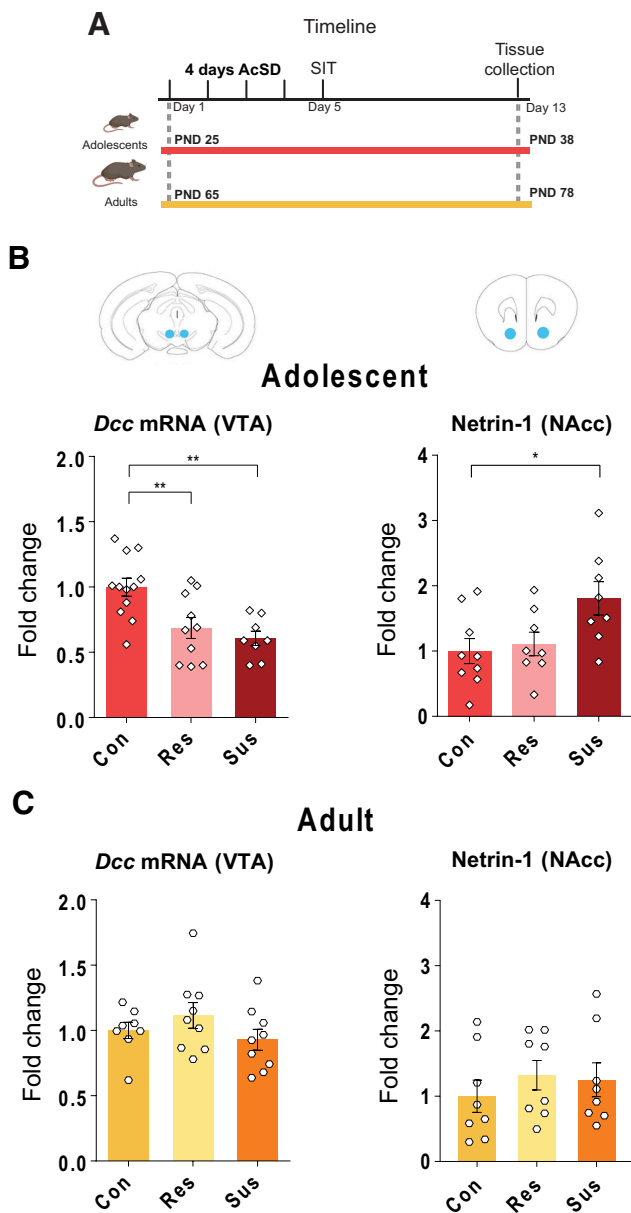 A
Timeline
4 days AcSD
SIT
Tissue
collection
Day 1
Day 5
Day 13
Adolescents
PND 25
PND 38
Adults
PND 65
PND 78
B
Adolescent
Dcc mRNA (VTA)
Fold change
2.0
1.5
1.0
0.5
0.0
**
**
Con
Res
Sus
Netrin-1 (NAcc)
Fold change
4
3
2
1
0
*
Con
Res
Sus
C
Adult
Dcc mRNA (VTA)
Fold change
2.0
1.5
1.0
0.5
0.0
Con
Res
Sus
Netrin-1 (NAcc)
Fold change
4
3
2
1
0
Con
Res
Sus